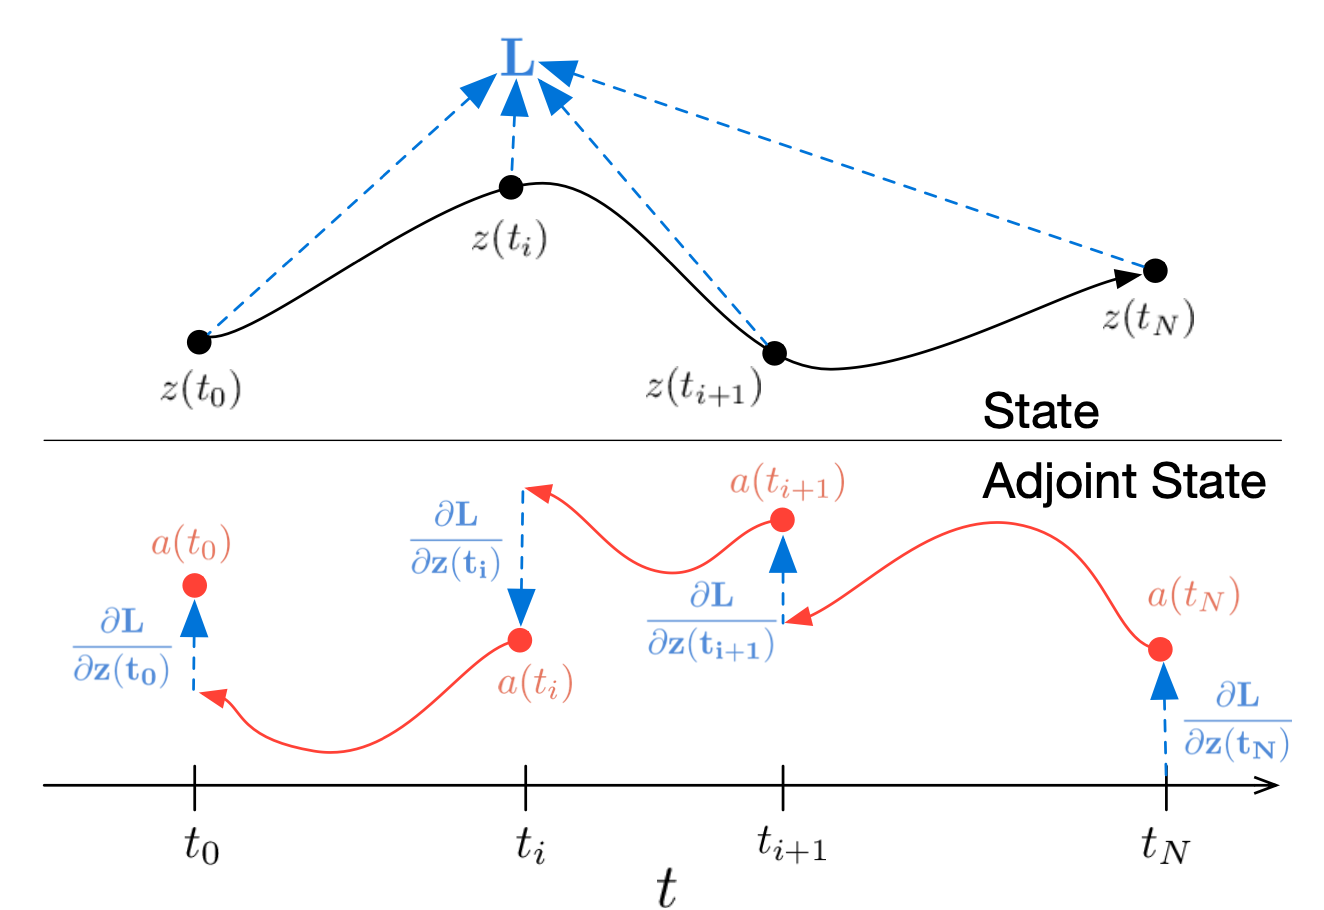 L
z(t_i)
z(t_N)
z(t_0)
z(t_{i+1})
State
Adjoint State
a(t_{i+1})
∂L/∂z(t_i)
a(t_0)
∂L/∂z(t_{i+1})
a(t_N)
∂L/∂z(t_0)
a(t_i)
∂L/∂z(t_N)
t_0 t_i t_{i+1} t_N
t